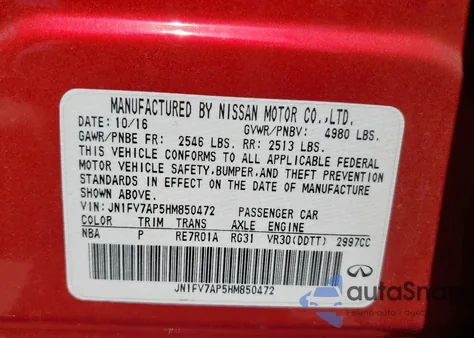 MANUFACTURED BY NISSAN MOTOR CO.,LTD.
DATE: 10/16 GVWR/PNBV: 4980 LBS.
GAWR/PNBE FR: 2546 LBS. RR: 2513 LBS.
THIS VEHICLE CONFORMS TO ALL APPLICABLE FEDERAL
MOTOR VEHICLE SAFETY,BUMPER,AND THEFT PREVENTION
STANDARDS IN EFFECT ON THE DATE OF MANUFACTURE
SHOWN ABOVE.
VIN: JN1FV7AP5HM850472 PASSENGER CAR
COLOR TRIM TRANS AXLE ENGINE
NBA P RE7R01A RG31 VR30(DDTT) 2997CC
JN1FV7AP5HM850472
INFINITI
autoSnap